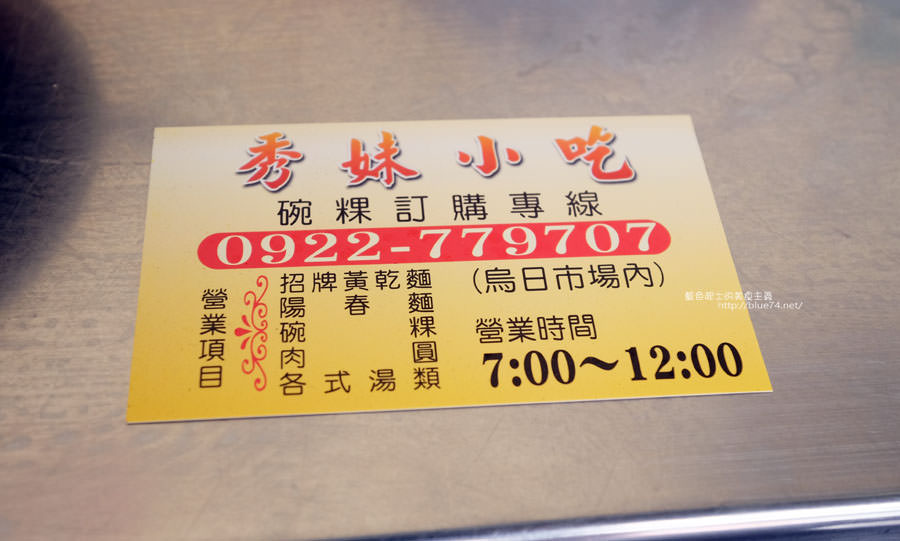 秀妹小吃
碗粿訂購專線
0922-779707
(烏日市場內)
營業項目
招牌黃乾麵
陽春麵
碗粿
肉圓
各式湯類
營業時間
7:00～12:00
藍色起士的美食主義
http://blue74.net/